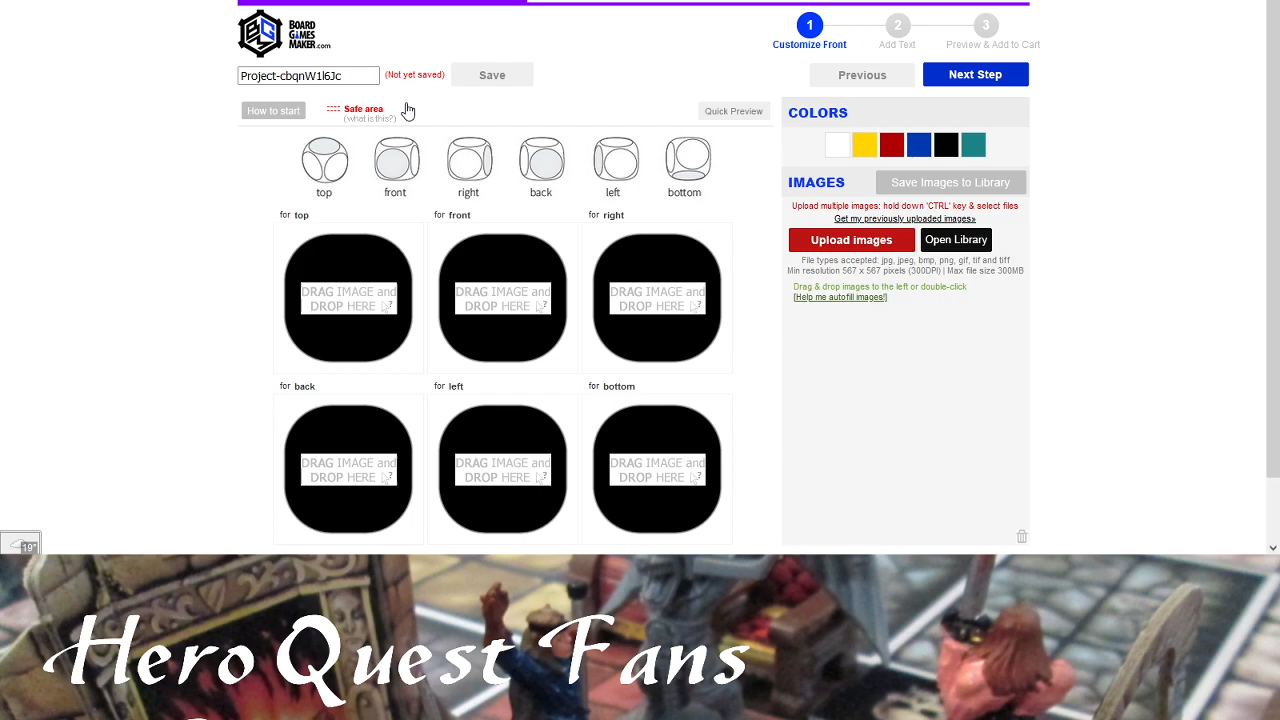 BOARD
GAMES
MAKER.com
1
2
3
Customize Front
Add Text
Preview & Add to Cart
Project-cbqnW1l6Jc
(Not yet saved)
Save
Previous
Next Step
How to start
Safe area
(what is this?)
Quick Preview
COLORS
top
front
right
back
left
bottom
IMAGES
Save Images to Library
Upload multiple images: hold down 'CTRL' key & select files
Get my previously uploaded images»
Upload images
Open Library
File types accepted: jpg, jpeg, bmp, png, gif, tif and tiff
Min resolution 567 x 567 pixels (300DPI) | Max file size 300MB
Drag & drop images to the left or double-click
[Help me autofill images!]
for top
for front
for right
DRAG IMAGE and
DROP HERE ?
DRAG IMAGE and
DROP HERE ?
DRAG IMAGE and
DROP HERE ?
for back
for left
for bottom
DRAG IMAGE and
DROP HERE ?
DRAG IMAGE and
DROP HERE ?
DRAG IMAGE and
DROP HERE ?
19"
Hero Quest Fans